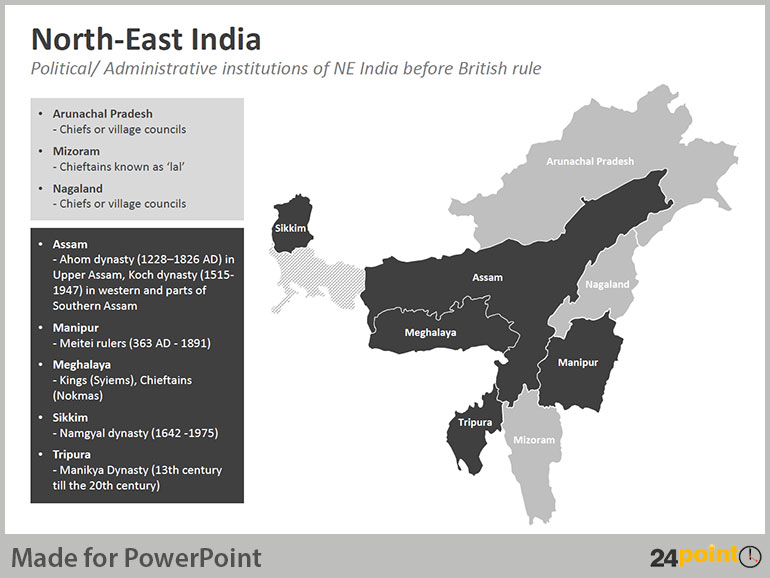 North-East India
Political/ Administrative institutions of NE India before British rule
• Arunachal Pradesh
- Chiefs or village councils
• Mizoram
- Chieftains known as ‘lal’
• Nagaland
- Chiefs or village councils
• Assam
- Ahom dynasty (1228–1826 AD) in
Upper Assam, Koch dynasty (1515-
1947) in western and parts of
Southern Assam
• Manipur
- Meitei rulers (363 AD - 1891)
• Meghalaya
- Kings (Syiems), Chieftains
(Nokmas)
• Sikkim
- Namgyal dynasty (1642 -1975)
• Tripura
- Manikya Dynasty (13th century
till the 20th century)
Arunachal Pradesh
Sikkim
Assam
Nagaland
Meghalaya
Manipur
Tripura
Mizoram
Made for PowerPoint
24point0